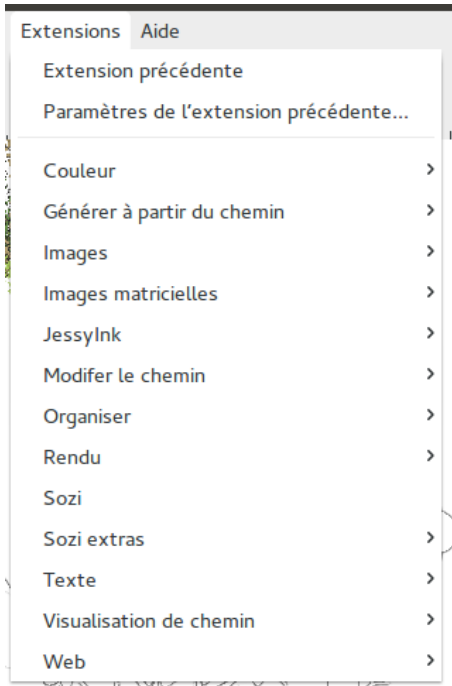 Extensions Aide
Extension précédente
Paramètres de l'extension précédente...
Couleur
Générer à partir du chemin
Images
Images matricielles
JessyInk
Modifer le chemin
Organiser
Rendu
Sozi
Sozi extras
Texte
Visualisation de chemin
Web